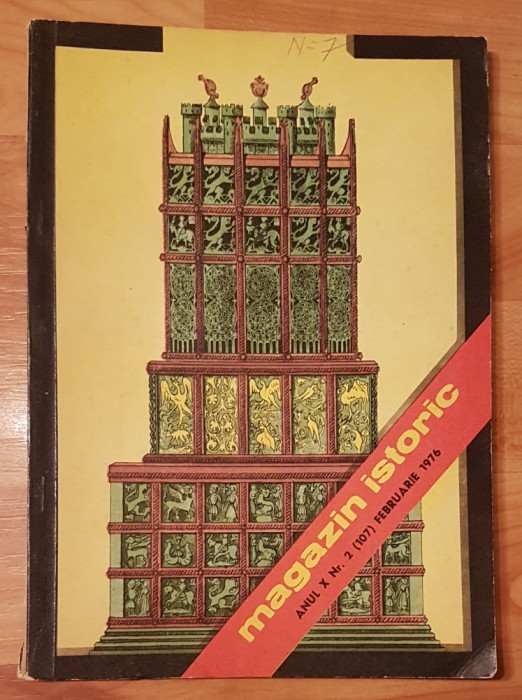 N=7
magazin istoric
ANUL X Nr. 2 (107) FEBRUARIE 1976